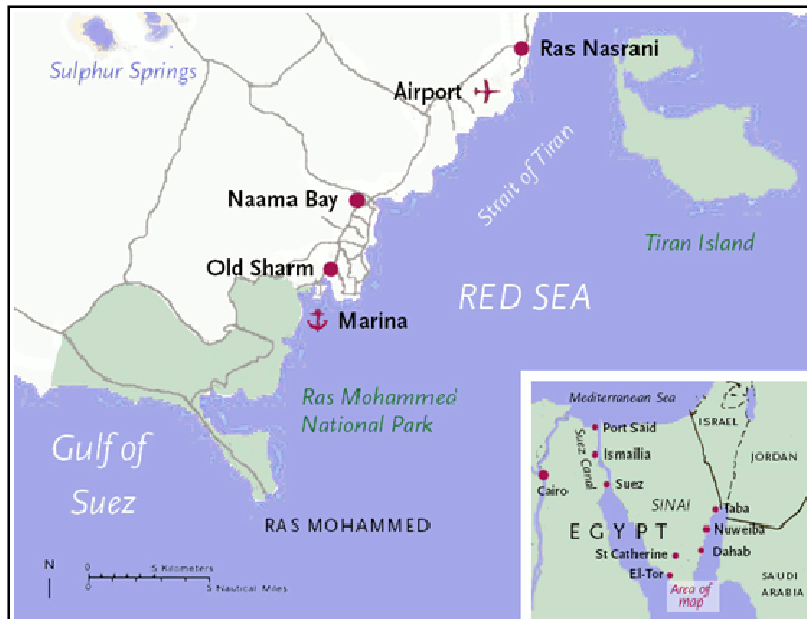 Sulphur Springs
Ras Nasrani
Airport
Strait of Tiran
Naama Bay
Tiran Island
Old Sharm
RED SEA
Marina
Ras Mohammed
National Park
Gulf of
Suez
RAS MOHAMMED
N
0
5 Kilometers
0
5 Nautical Miles
Mediterranean Sea
ISRAEL
Port Said
Suez Canal
Ismailia
JORDAN
Cairo
Suez
SINAI
Taba
EGYPT
Nuweiba
St Catherine
Dahab
El-Tor
SAUDI
ARABIA
Area of
map